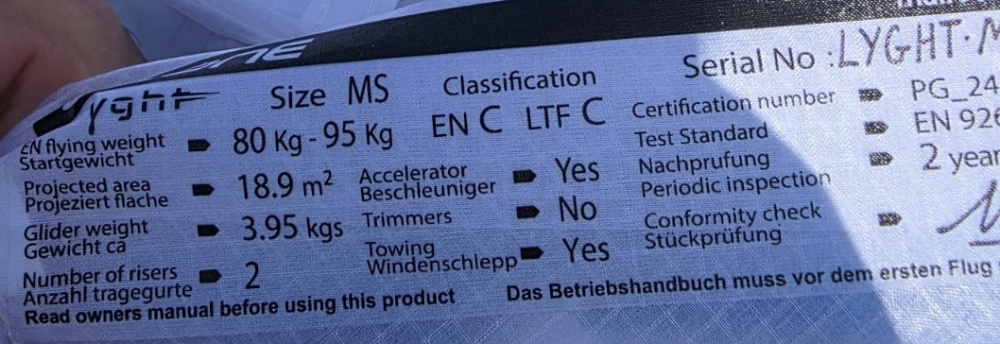 Lyght
Size MS
Classification
EN C LTF C
EN flying weight
Startgewicht
80 Kg - 95 Kg
Projected area
Projeziert flache
18.9 m²
Glider weight
Gewicht ca
3.95 kgs
Number of risers
Anzahl tragegurte
2
Accelerator
Beschleuniger
Yes
Trimmers
No
Towing
Windenschlepp
Yes
Serial No : LYGHT·M
Certification number
PG_24
Test Standard
EN 926
Nachprufung
Periodic inspection
2 year
Conformity check
Stückprüfung
Read owners manual before using this product
Das Betriebshandbuch muss vor dem ersten Flug